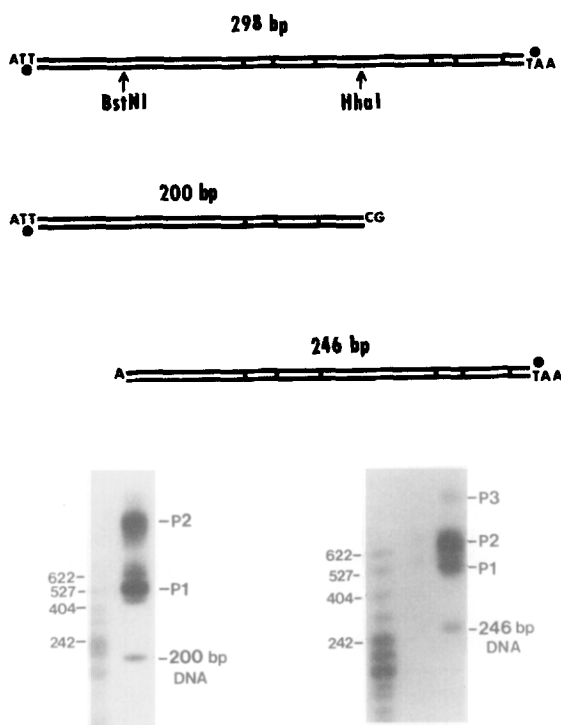 298 bp
ATT
TAA
BstNI
HhaI
200 bp
ATT
CG
246 bp
A
TAA
P2
622
527
P1
404
242
200 bp
DNA
P3
P2
622
P1
527
404
242
246 bp
DNA